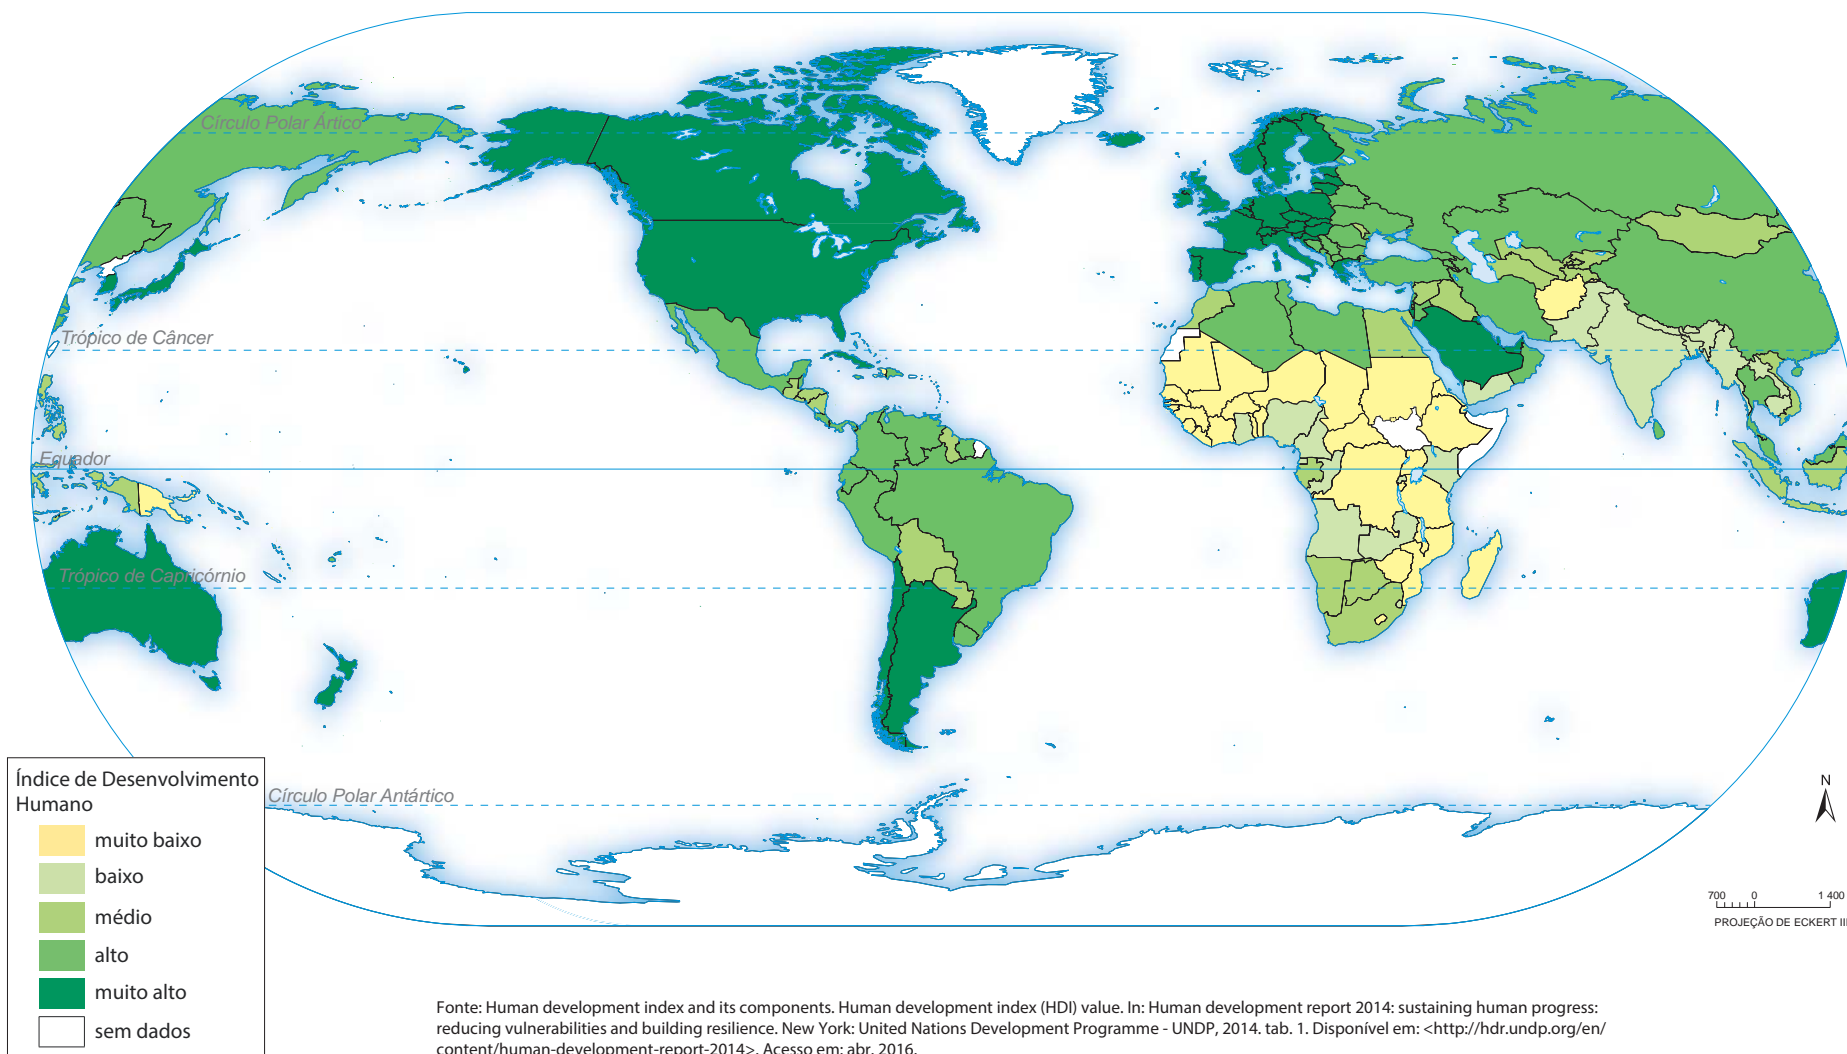 Círculo Polar Ártico
Trópico de Câncer
Equador
Trópico de Capricórnio
Círculo Polar Antártico
Índice de Desenvolvimento
Humano
muito baixo
baixo
médio
alto
muito alto
sem dados
N
700 0 1 400
PROJEÇÃO DE ECKERT III
Fonte: Human development index and its components. Human development index (HDI) value. In: Human development report 2014: sustaining human progress:
reducing vulnerabilities and building resilience. New York: United Nations Development Programme - UNDP, 2014. tab. 1. Disponível em: <http://hdr.undp.org/en/
content/human-development-report-2014>. Acesso em: abr. 2016.